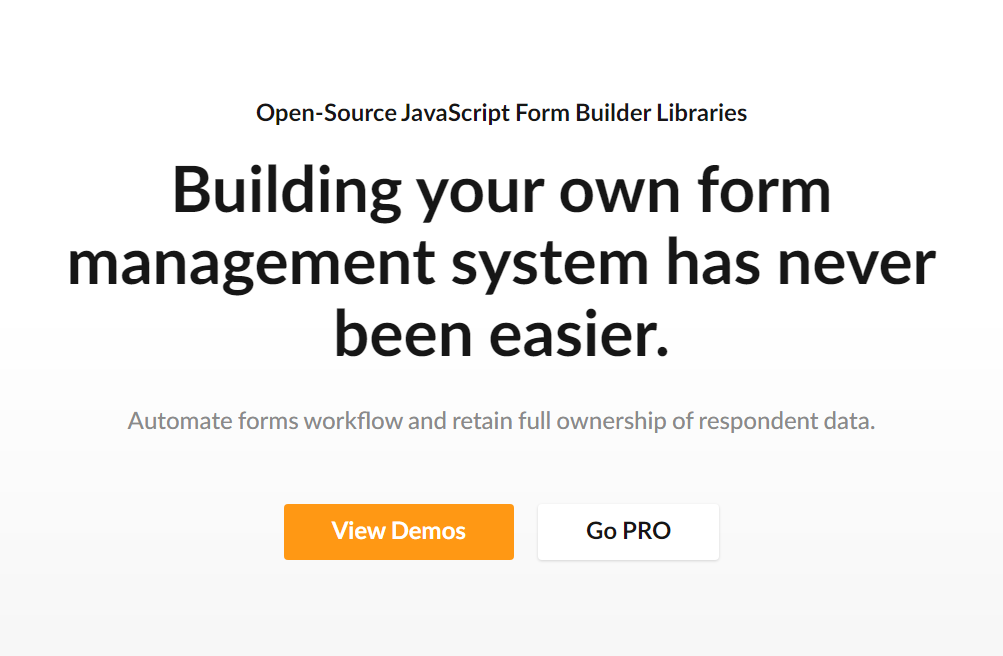 Open-Source JavaScript Form Builder Libraries
Building your own form
management system has never
been easier.
Automate forms workflow and retain full ownership of respondent data.
View Demos
Go PRO